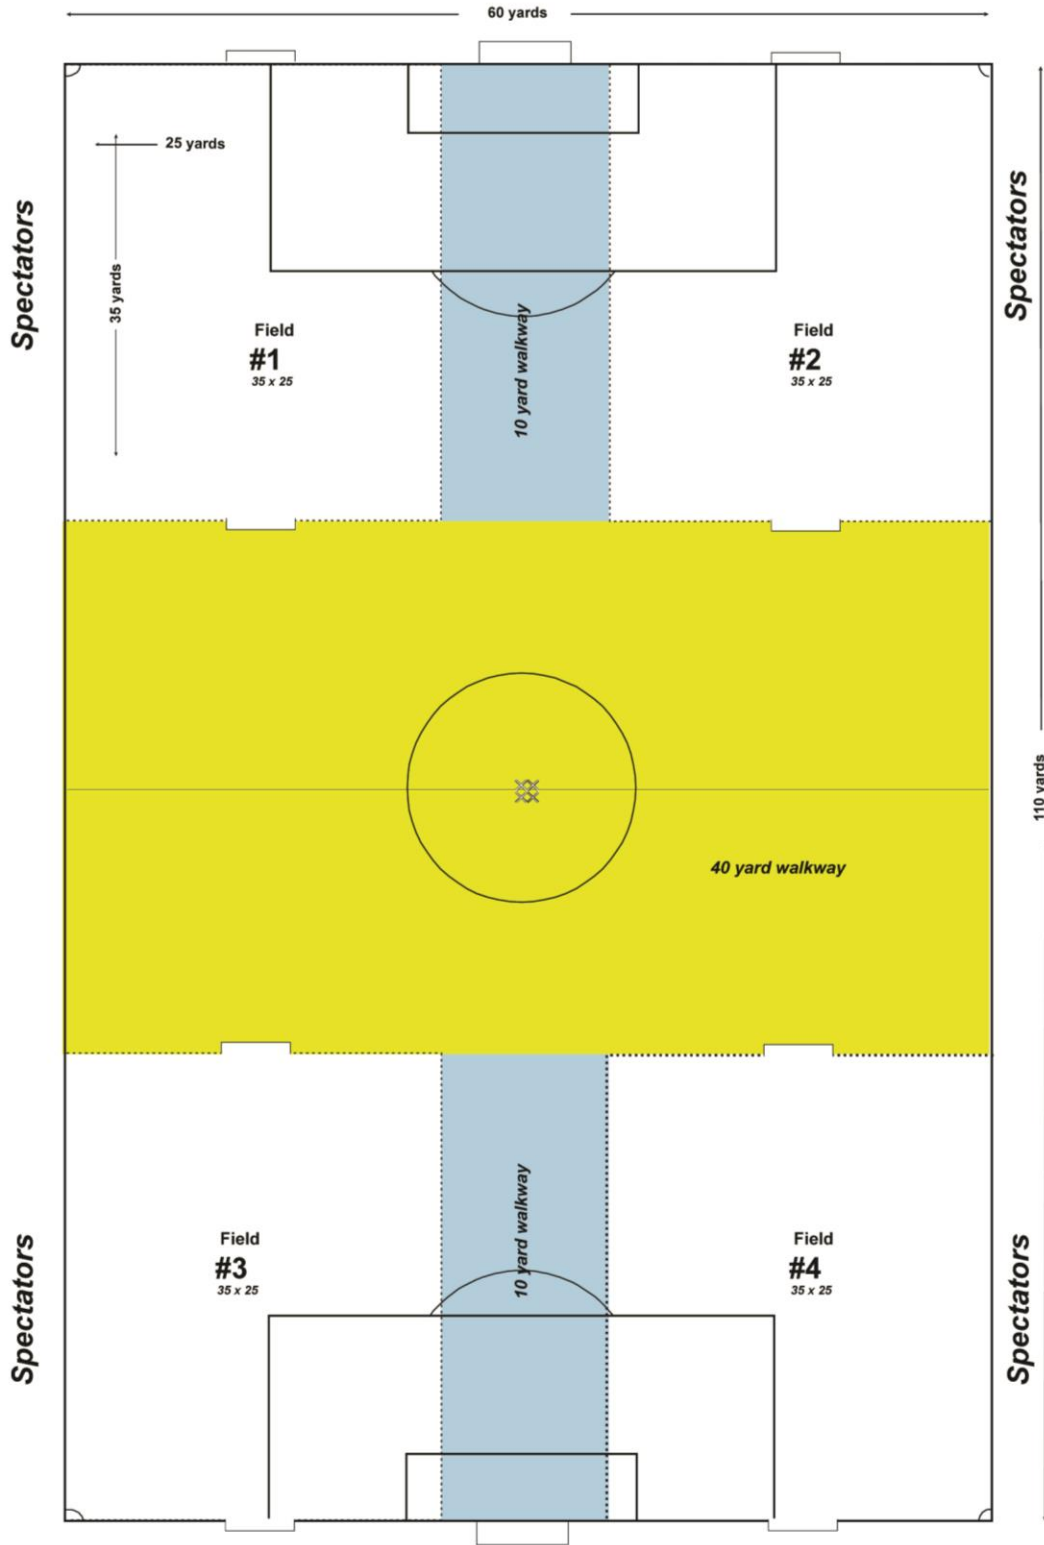 60 yards
25 yards
Spectators
Spectators
35 yards
Field
#1
35 x 25
10 yard walkway
Field
#2
35 x 25
110 yards
40 yard walkway
Spectators
Field
#3
35 x 25
10 yard walkway
Field
#4
35 x 25
Spectators